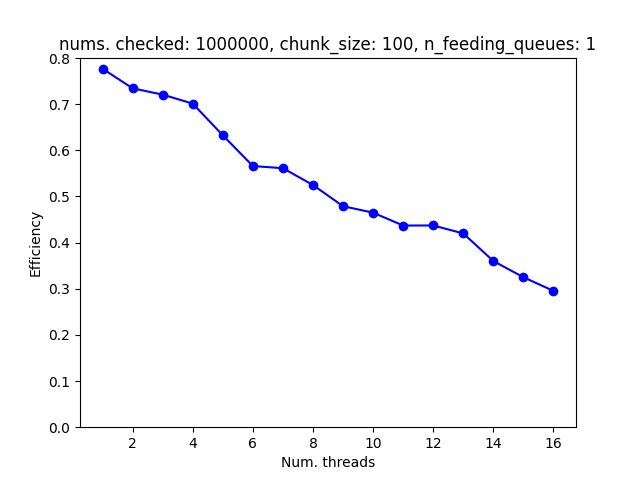 nums. checked: 1000000, chunk_size: 100, n_feeding_queues: 1
0.8
0.7
0.6
0.5
0.4
0.3
0.2
0.1
0.0
Efficiency
2 4 6 8 10 12 14 16
Num. threads